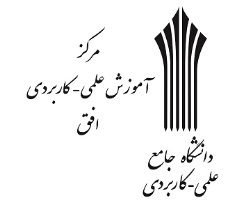 مرکز
آموزش علمی-کاربردی
افق
دانشگاه جامع
علمی-کاربردی